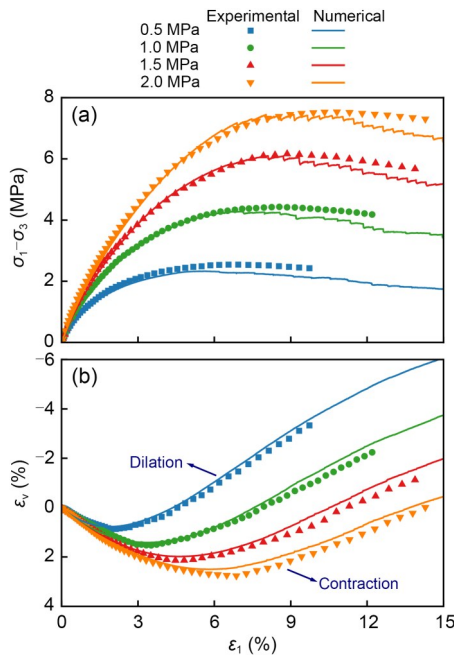 Experimental Numerical
0.5 MPa
1.0 MPa
1.5 MPa
2.0 MPa
(a)
8
6
4
2
0
σ1−σ3 (MPa)
(b)
−6
−4
−2
0
2
4
εv (%)
Dilation
Contraction
0 3 6 9 12 15
ε1 (%)